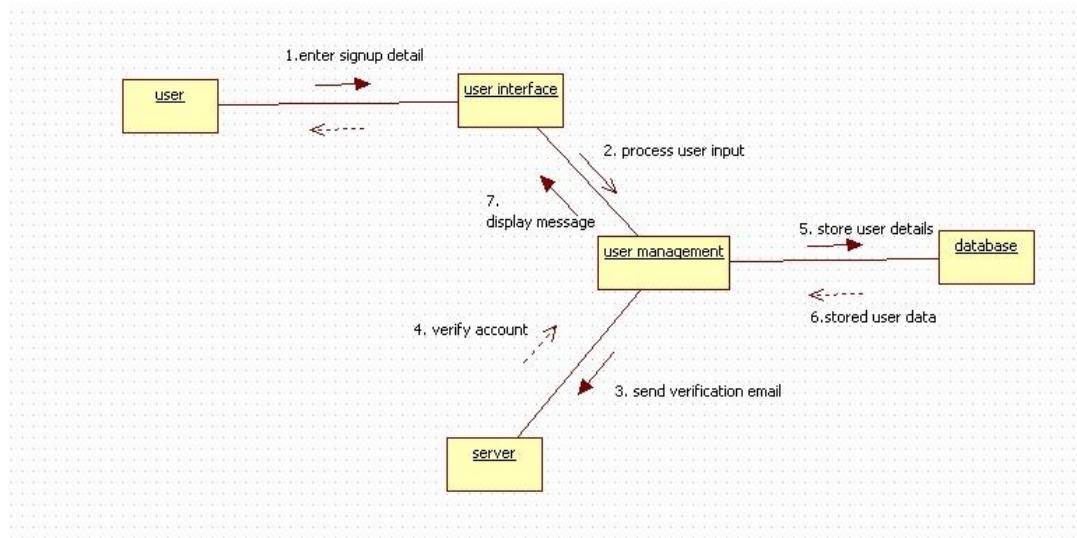 1.enter signup detail
user
user interface
2. process user input
7.
display message
user management
5. store user details
database
6.stored user data
4. verify account
3. send verification email
server